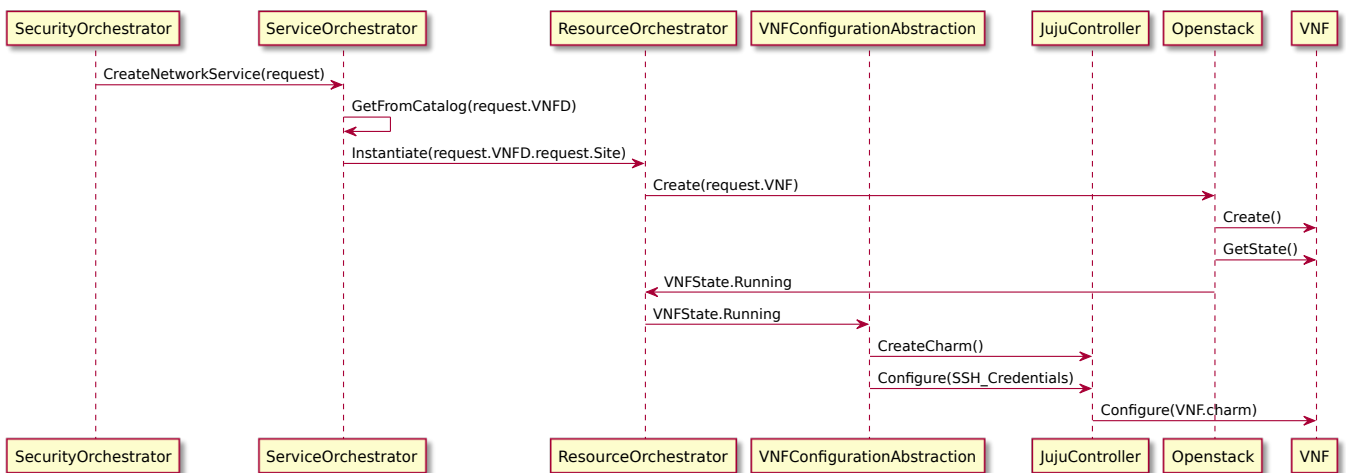 SecurityOrchestrator
ServiceOrchestrator
ResourceOrchestrator
VNFConfigurationAbstraction
JujuController
Openstack
VNF
CreateNetworkService(request)
GetFromCatalog(request.VNFD)
Instantiate(request.VNFD.request.Site)
Create(request.VNF)
Create()
GetState()
VNFState.Running
VNFState.Running
CreateCharm()
Configure(SSH_Credentials)
Configure(VNF.charm)
SecurityOrchestrator
ServiceOrchestrator
ResourceOrchestrator
VNFConfigurationAbstraction
JujuController
Openstack
VNF